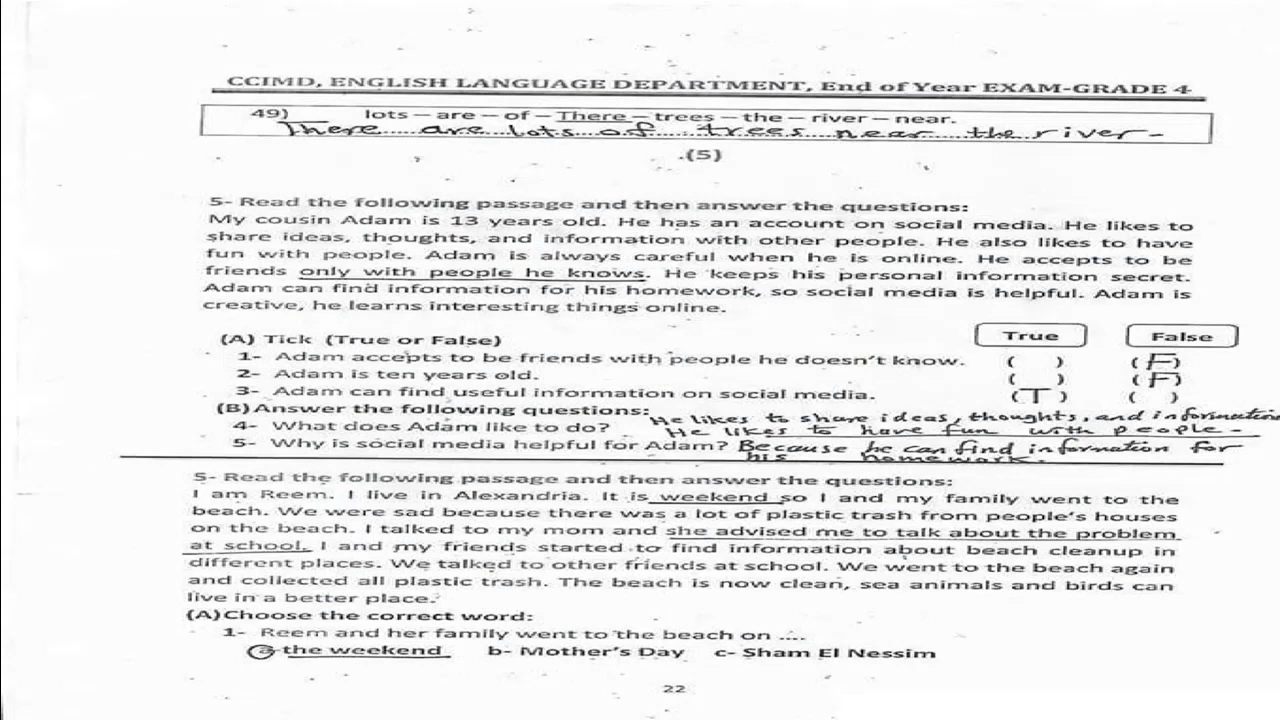 CCIMD, ENGLISH LANGUAGE DEPARTMENT, End of Year EXAM-GRADE 4
49) lots – are – of – There – trees – the – river – near.
There are lots of trees near the river.
(5)
5- Read the following passage and then answer the questions:
My cousin Adam is 13 years old. He has an account on social media. He likes to
share ideas, thoughts, and information with other people. He also likes to have
fun with people. Adam is always careful when he is online. He accepts to be
friends only with people he knows. He keeps his personal information secret.
Adam can find information for his homework, so social media is helpful. Adam is
creative, he learns interesting things online.
(A) Tick (True or False) True False
1- Adam accepts to be friends with people he doesn't know. ( ) (F)
2- Adam is ten years old. ( ) (F)
3- Adam can find useful information on social media. (T) ( )
(B) Answer the following questions:
He likes to share ideas, thoughts, and information
4- What does Adam like to do? He likes to have fun with people.
5- Why is social media helpful for Adam? Because he can find information for
his homework.
5- Read the following passage and then answer the questions:
I am Reem. I live in Alexandria. It is weekend so I and my family went to the
beach. We were sad because there was a lot of plastic trash from people's houses
on the beach. I talked to my mom and she advised me to talk about the problem
at school. I and my friends started to find information about beach cleanup in
different places. We talked to other friends at school. We went to the beach again
and collected all plastic trash. The beach is now clean, sea animals and birds can
live in a better place.
(A) Choose the correct word:
1- Reem and her family went to the beach on ....
a- the weekend b- Mother's Day c- Sham El Nessim
22